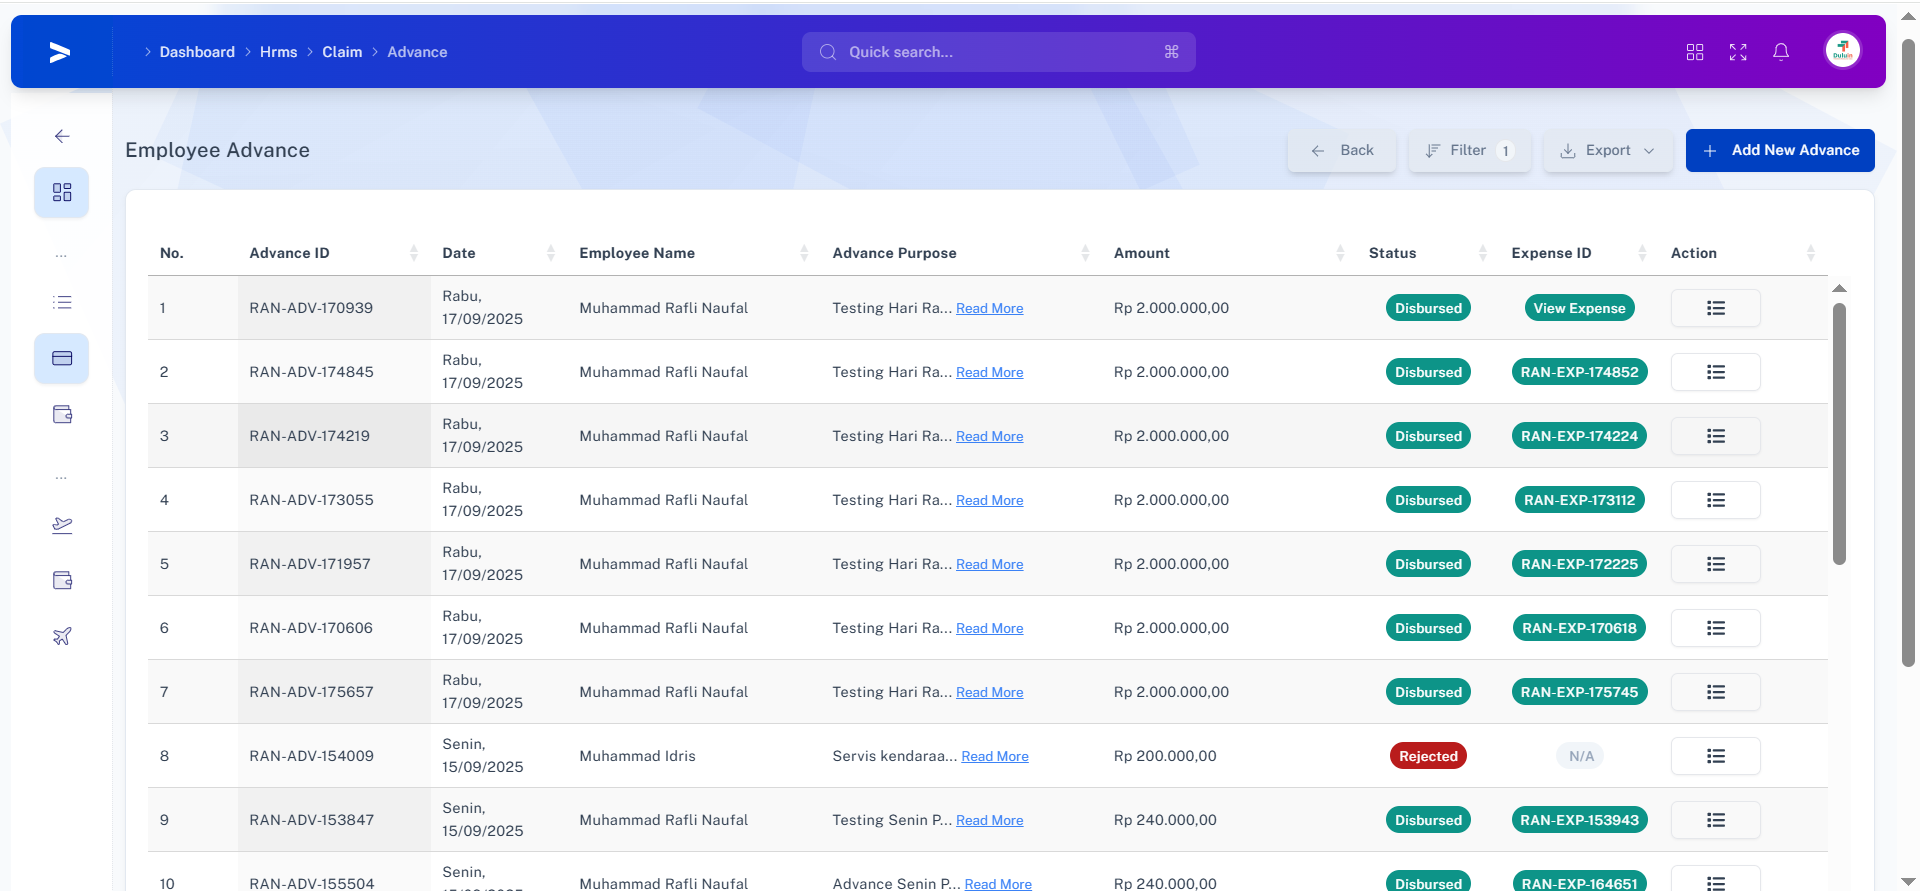 Dashboard Hrms Claim Advance
Quick search...
⌘
Duluin
Employee Advance
Back
Filter 1
Export
+ Add New Advance
...
...
No. Advance ID Date Employee Name Advance Purpose Amount Status Expense ID Action
1 RAN-ADV-170939 Rabu, 17/09/2025 Muhammad Rafli Naufal Testing Hari Ra... Read More Rp 2.000.000,00 Disbursed View Expense
2 RAN-ADV-174845 Rabu, 17/09/2025 Muhammad Rafli Naufal Testing Hari Ra... Read More Rp 2.000.000,00 Disbursed RAN-EXP-174852
3 RAN-ADV-174219 Rabu, 17/09/2025 Muhammad Rafli Naufal Testing Hari Ra... Read More Rp 2.000.000,00 Disbursed RAN-EXP-174224
4 RAN-ADV-173055 Rabu, 17/09/2025 Muhammad Rafli Naufal Testing Hari Ra... Read More Rp 2.000.000,00 Disbursed RAN-EXP-173112
5 RAN-ADV-171957 Rabu, 17/09/2025 Muhammad Rafli Naufal Testing Hari Ra... Read More Rp 2.000.000,00 Disbursed RAN-EXP-172225
6 RAN-ADV-170606 Rabu, 17/09/2025 Muhammad Rafli Naufal Testing Hari Ra... Read More Rp 2.000.000,00 Disbursed RAN-EXP-170618
7 RAN-ADV-175657 Rabu, 17/09/2025 Muhammad Rafli Naufal Testing Hari Ra... Read More Rp 2.000.000,00 Disbursed RAN-EXP-175745
8 RAN-ADV-154009 Senin, 15/09/2025 Muhammad Idris Servis kendaraa... Read More Rp 200.000,00 Rejected N/A
9 RAN-ADV-153847 Senin, 15/09/2025 Muhammad Rafli Naufal Testing Senin P... Read More Rp 240.000,00 Disbursed RAN-EXP-153943
10 RAN-ADV-155504 Senin, Muhammad Rafli Naufal Advance Senin P... Read More Rp 240.000,00 Disbursed RAN-EXP-164651